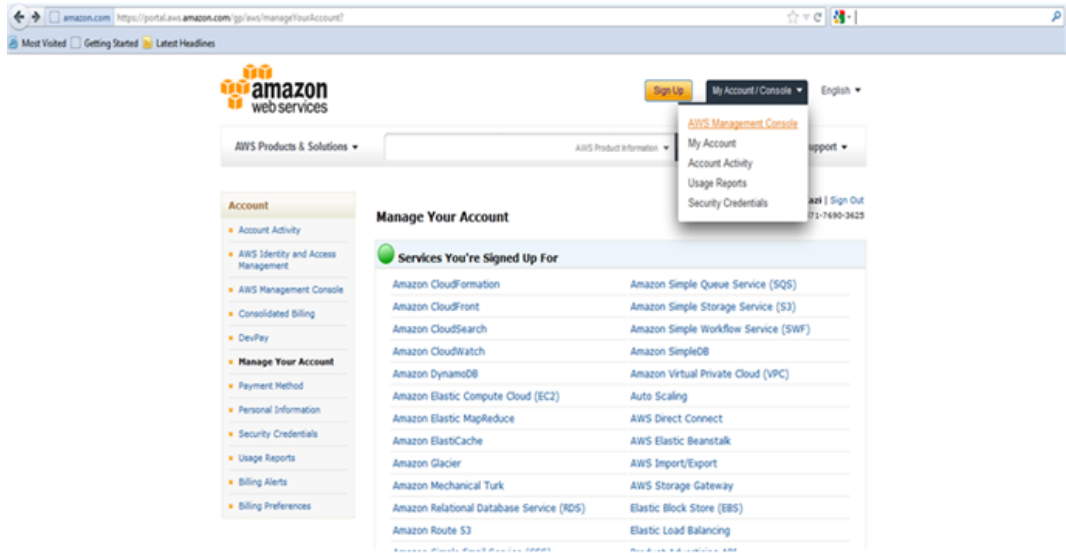 amazon.com https://portal.aws.amazon.com/gp/aws/manageYourAccount?
Most Visited Getting Started Latest Headlines
amazon
web services
Sign Up My Account / Console English
AWS Management Console
My Account
Account Activity
Usage Reports
Security Credentials
AWS Products & Solutions AWS Product Information upport
azi | Sign Out
71-7690-3625
Account
Account Activity
AWS Identity and Access
Management
AWS Management Console
Consolidated Billing
DevPay
Manage Your Account
Payment Method
Personal Information
Security Credentials
Usage Reports
Billing Alerts
Billing Preferences
Manage Your Account
Services You're Signed Up For
Amazon CloudFormation
Amazon CloudFront
Amazon CloudSearch
Amazon CloudWatch
Amazon DynamoDB
Amazon Elastic Compute Cloud (EC2)
Amazon Elastic MapReduce
Amazon ElastiCache
Amazon Glacier
Amazon Mechanical Turk
Amazon Relational Database Service (RDS)
Amazon Route 53
Amazon Simple Queue Service (SQS)
Amazon Simple Storage Service (S3)
Amazon Simple Workflow Service (SWF)
Amazon SimpleDB
Amazon Virtual Private Cloud (VPC)
Auto Scaling
AWS Direct Connect
AWS Elastic Beanstalk
AWS Import/Export
AWS Storage Gateway
Elastic Block Store (EBS)
Elastic Load Balancing